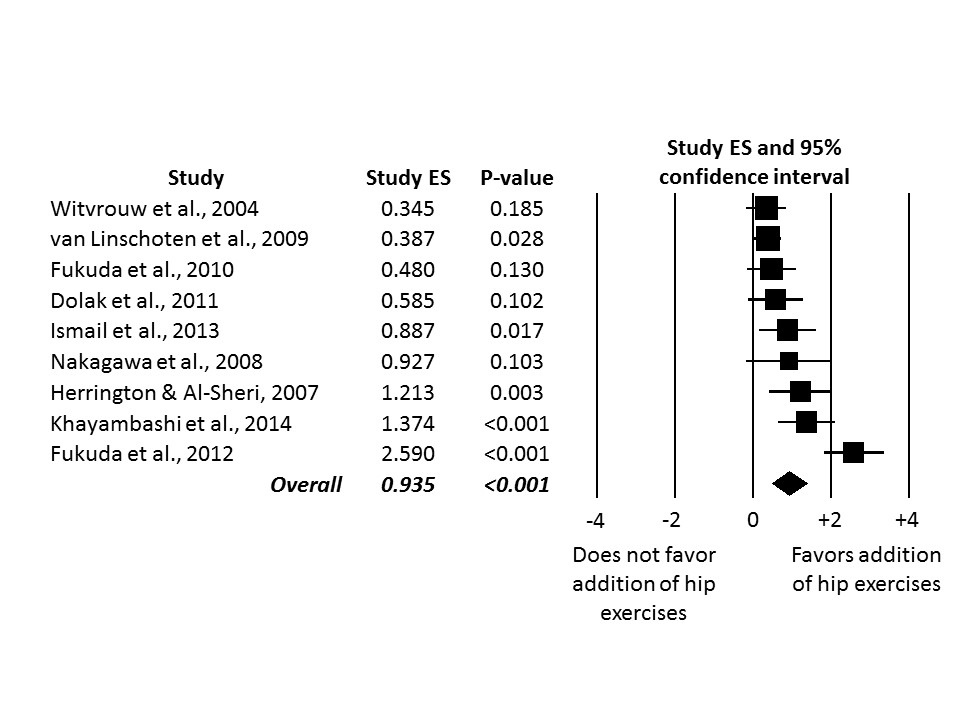 Study ES and 95%
confidence interval
Study Study ES P-value
Witvrouw et al., 2004 0.345 0.185
van Linschoten et al., 2009 0.387 0.028
Fukuda et al., 2010 0.480 0.130
Dolak et al., 2011 0.585 0.102
Ismail et al., 2013 0.887 0.017
Nakagawa et al., 2008 0.927 0.103
Herrington & Al-Sheri, 2007 1.213 0.003
Khayambashi et al., 2014 1.374 <0.001
Fukuda et al., 2012 2.590 <0.001
Overall 0.935 <0.001
-4 -2 0 +2 +4
Does not favor
addition of hip
exercises
Favors addition
of hip exercises